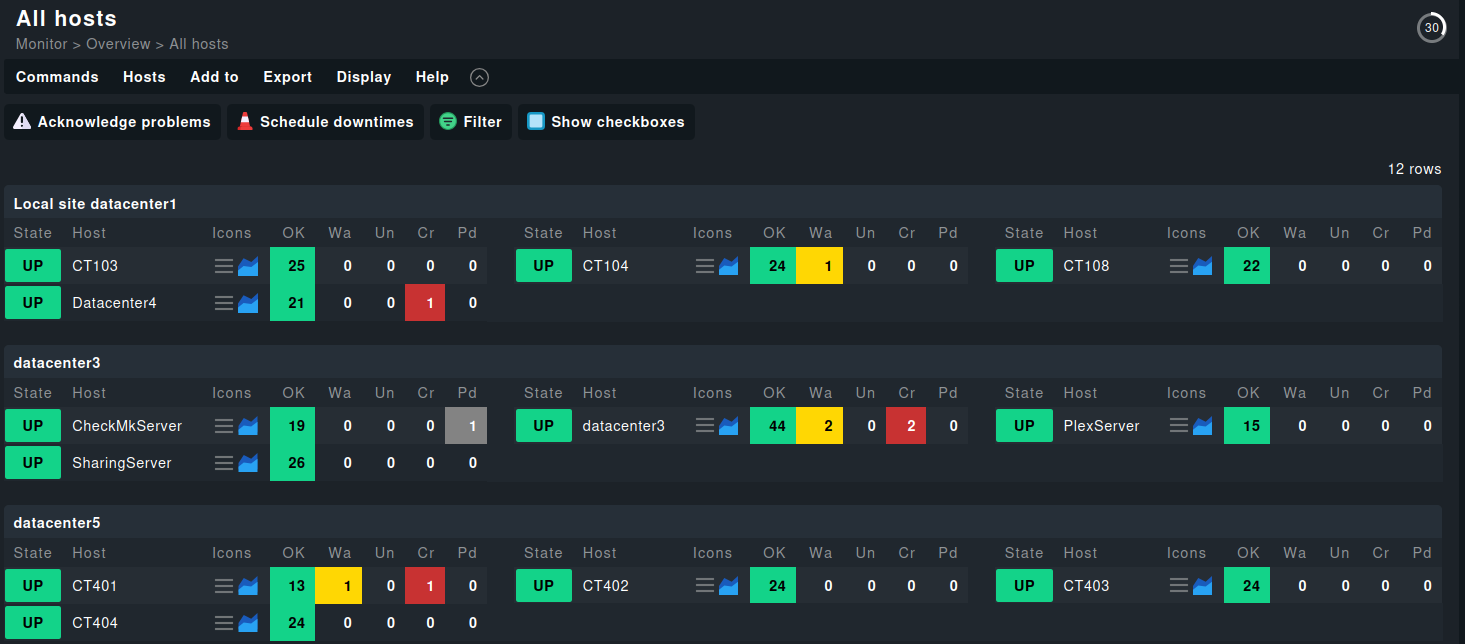 All hosts
Monitor > Overview > All hosts
30
Commands Hosts Add to Export Display Help
Acknowledge problems Schedule downtimes Filter Show checkboxes
12 rows
Local site datacenter1
State Host Icons OK Wa Un Cr Pd State Host Icons OK Wa Un Cr Pd State Host Icons OK Wa Un Cr Pd
UP CT103 25 0 0 0 0 UP CT104 24 1 0 0 0 UP CT108 22 0 0 0 0
UP Datacenter4 21 0 0 1 0
datacenter3
State Host Icons OK Wa Un Cr Pd State Host Icons OK Wa Un Cr Pd State Host Icons OK Wa Un Cr Pd
UP CheckMkServer 19 0 0 0 1 UP datacenter3 44 2 0 2 0 UP PlexServer 15 0 0 0 0
UP SharingServer 26 0 0 0 0
datacenter5
State Host Icons OK Wa Un Cr Pd State Host Icons OK Wa Un Cr Pd State Host Icons OK Wa Un Cr Pd
UP CT401 13 1 0 1 0 UP CT402 24 0 0 0 0 UP CT403 24 0 0 0 0
UP CT404 24 0 0 0 0